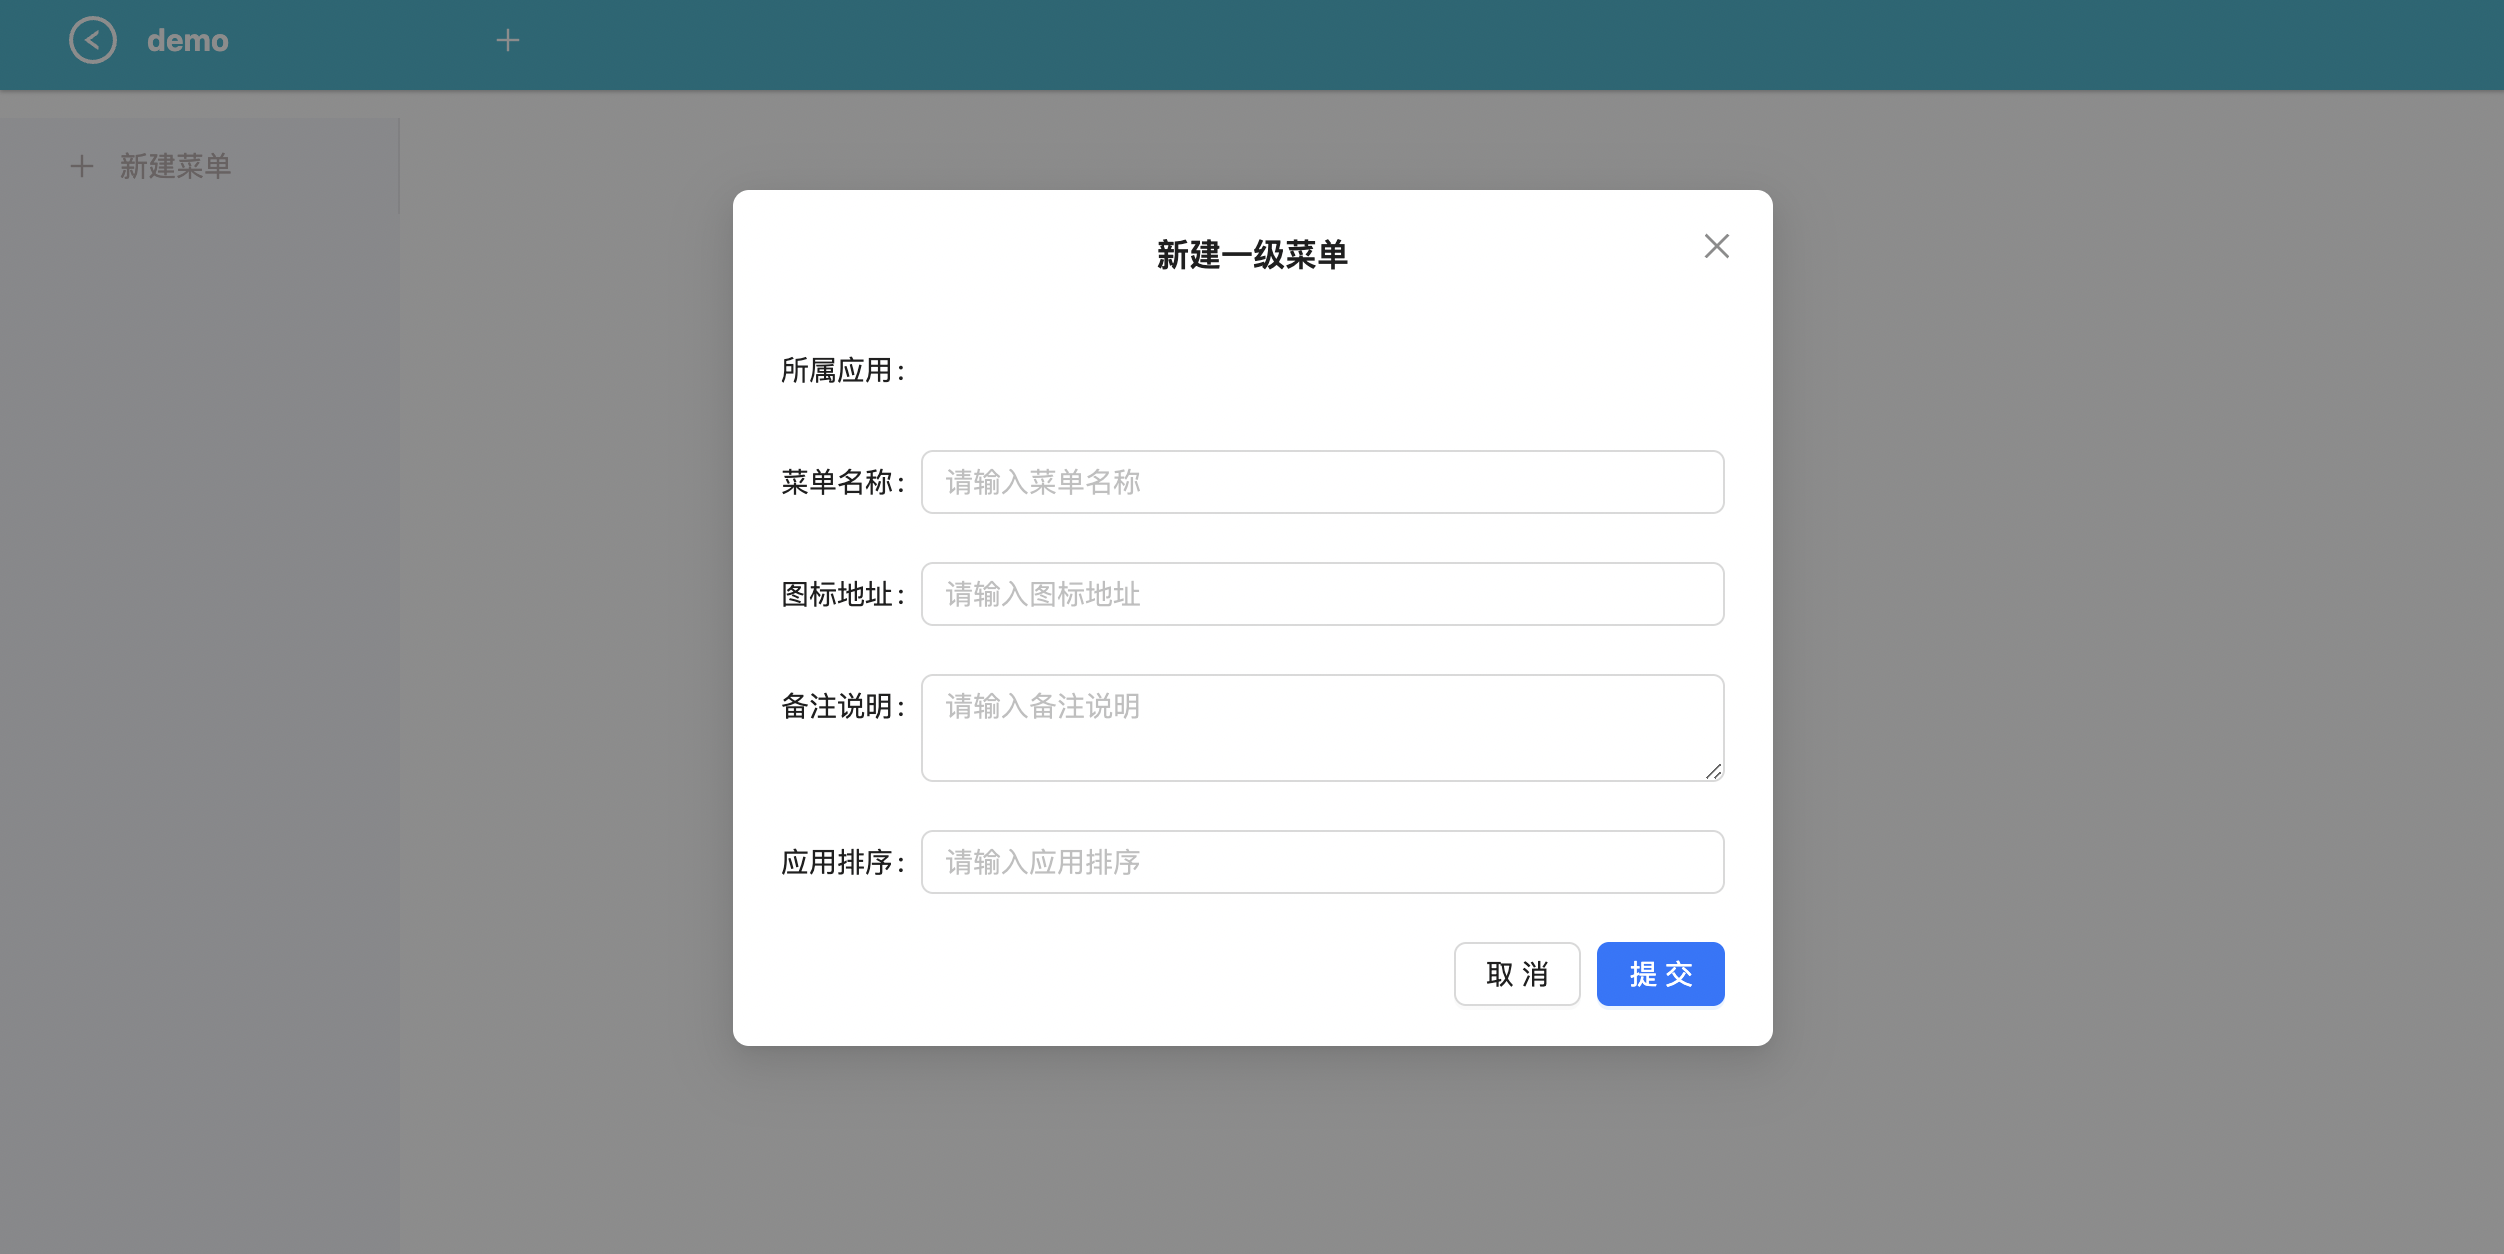 demo
新建菜单
新建一级菜单
所属应用：
菜单名称： 请输入菜单名称
图标地址： 请输入图标地址
备注说明： 请输入备注说明
应用排序： 请输入应用排序
取 消 提 交